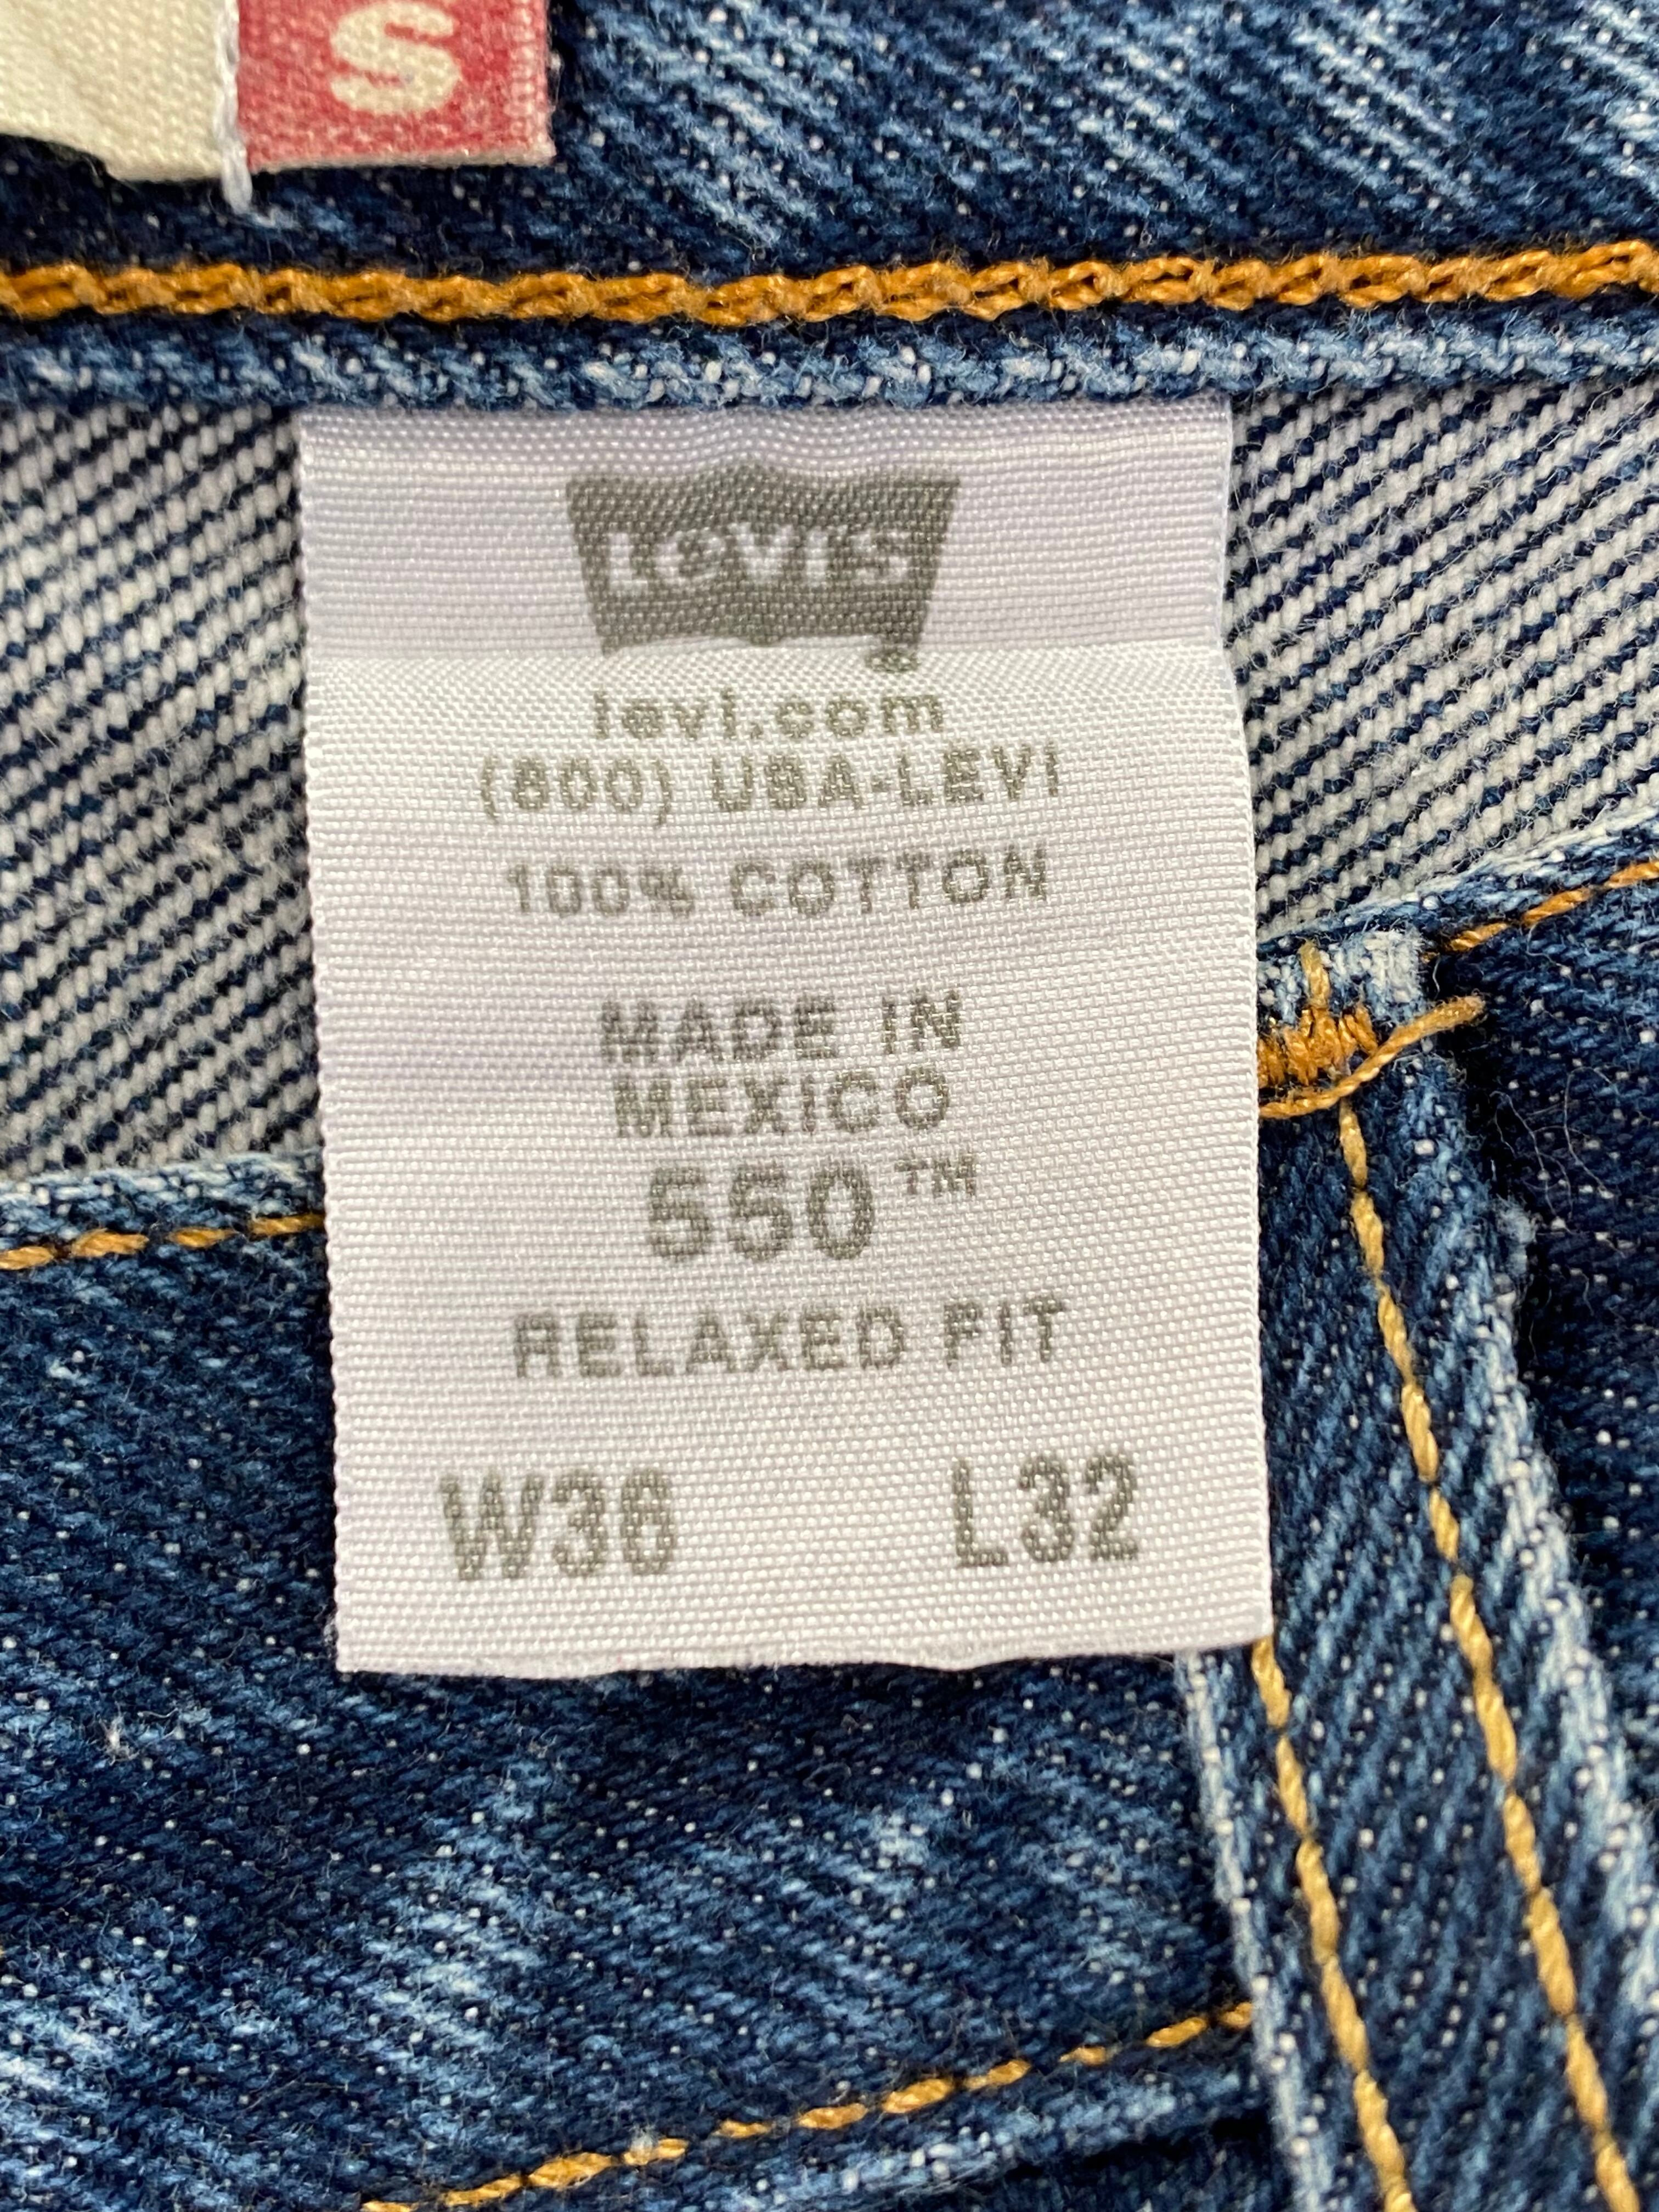 S
LEVI'S
®
levi.com
(800) USA-LEVI
100% COTTON
MADE IN
MEXICO
550™
RELAXED FIT
W36 L32